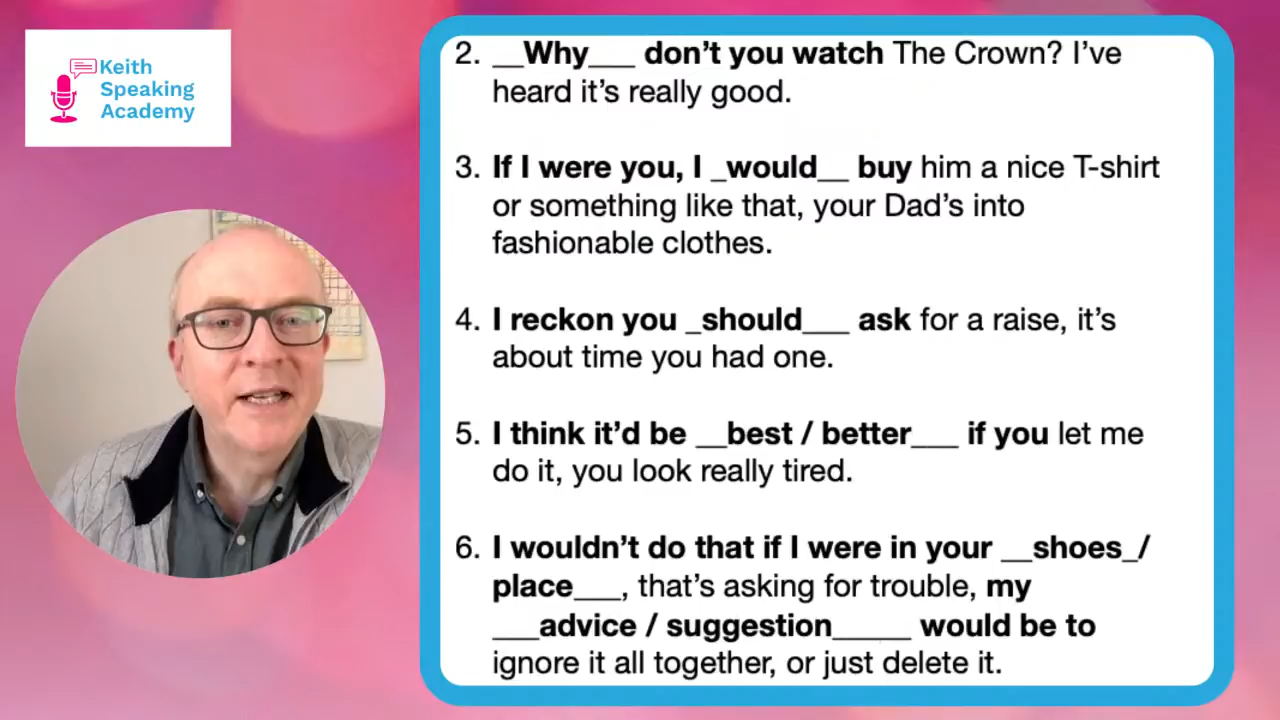 Keith
Speaking
Academy
2. __Why___ don’t you watch The Crown? I’ve
heard it’s really good.
3. If I were you, I _would__ buy him a nice T-shirt
or something like that, your Dad’s into
fashionable clothes.
4. I reckon you _should___ ask for a raise, it’s
about time you had one.
5. I think it’d be __best / better___ if you let me
do it, you look really tired.
6. I wouldn’t do that if I were in your __shoes_/
place___, that’s asking for trouble, my
___advice / suggestion_____ would be to
ignore it all together, or just delete it.